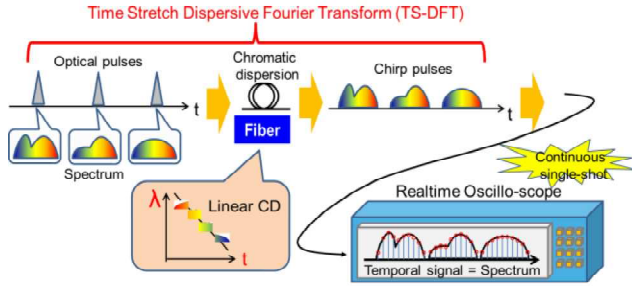 Time Stretch Dispersive Fourier Transform (TS-DFT)
Optical pulses
Chromatic
dispersion
Chirp pulses
t
t
Fiber
Spectrum
Continuous
single-shot
Linear CD
λ
t
Realtime Oscillo-scope
Temporal signal = Spectrum